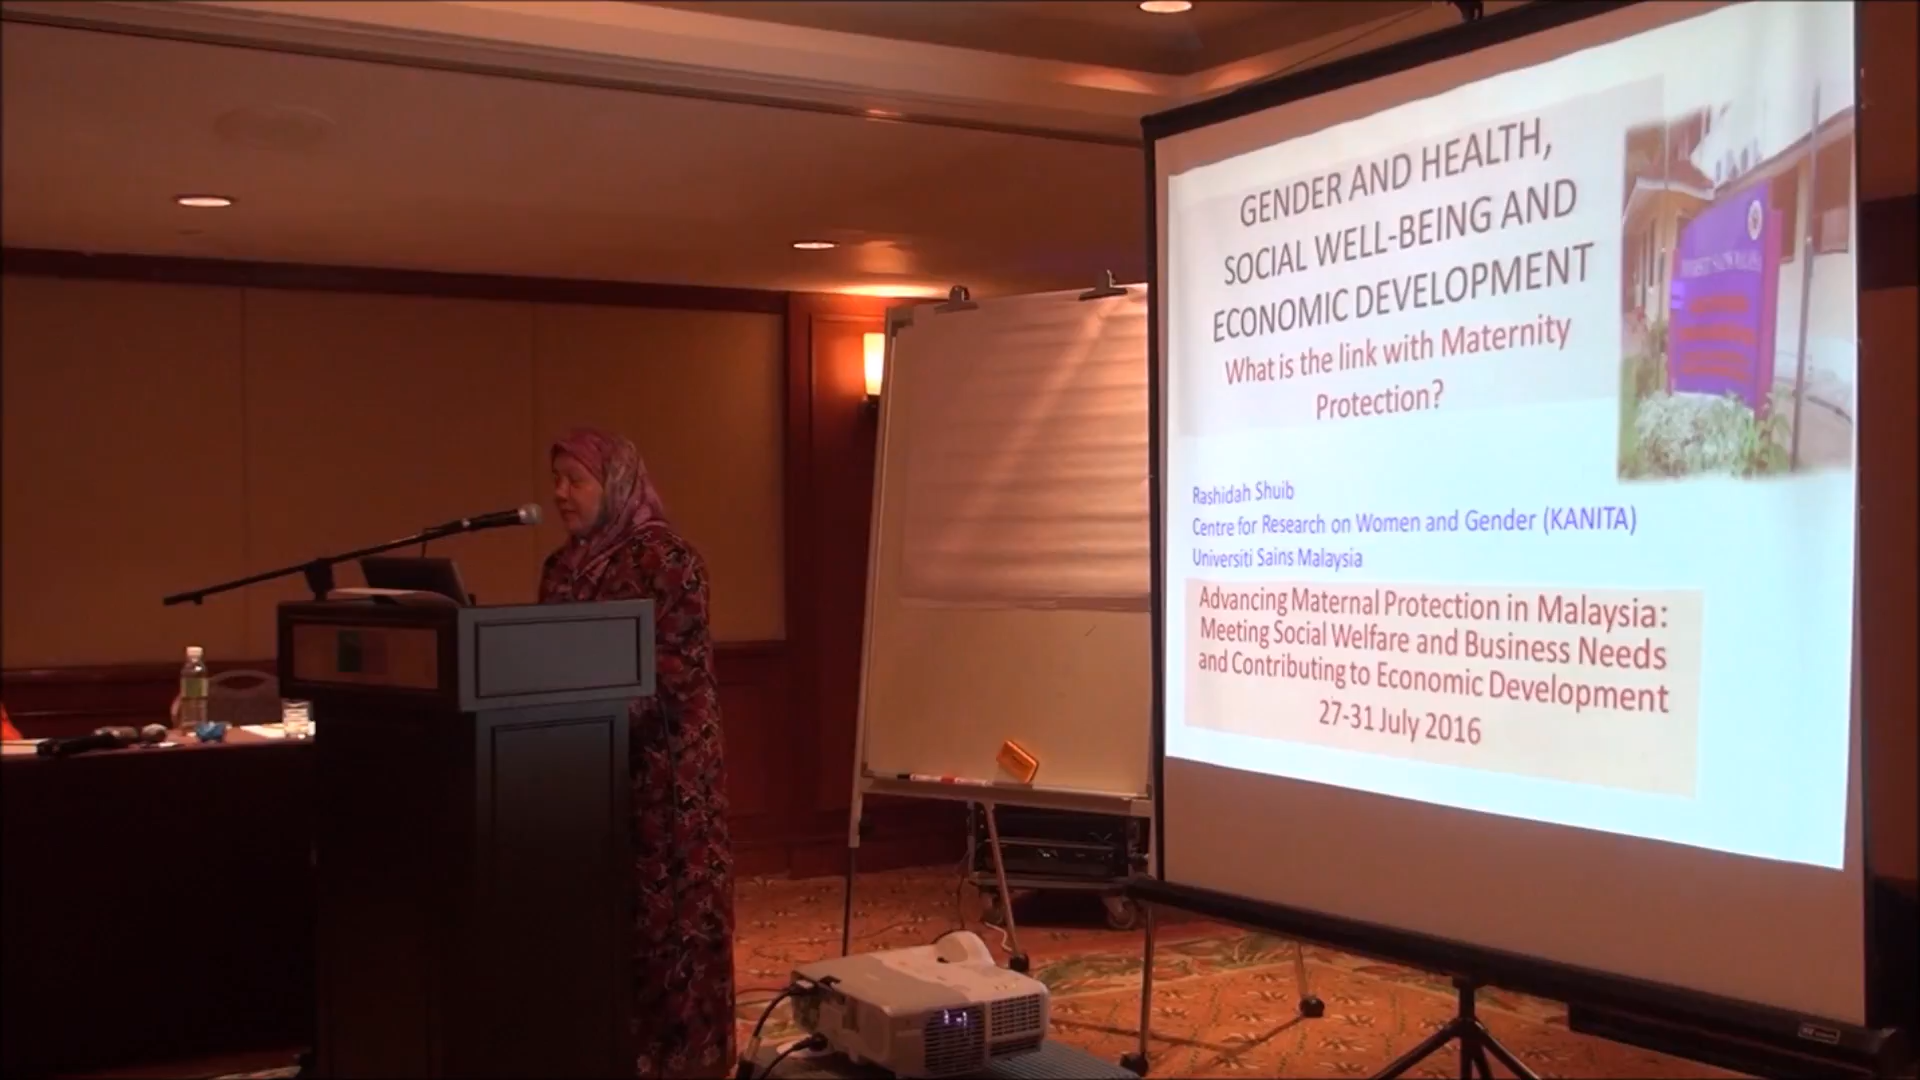 GENDER AND HEALTH,
SOCIAL WELL-BEING AND
ECONOMIC DEVELOPMENT
What is the link with Maternity
Protection?
Rashidah Shuib
Centre for Research on Women and Gender (KANITA)
Universiti Sains Malaysia
Advancing Maternal Protection in Malaysia:
Meeting Social Welfare and Business Needs
and Contributing to Economic Development
27-31 July 2016